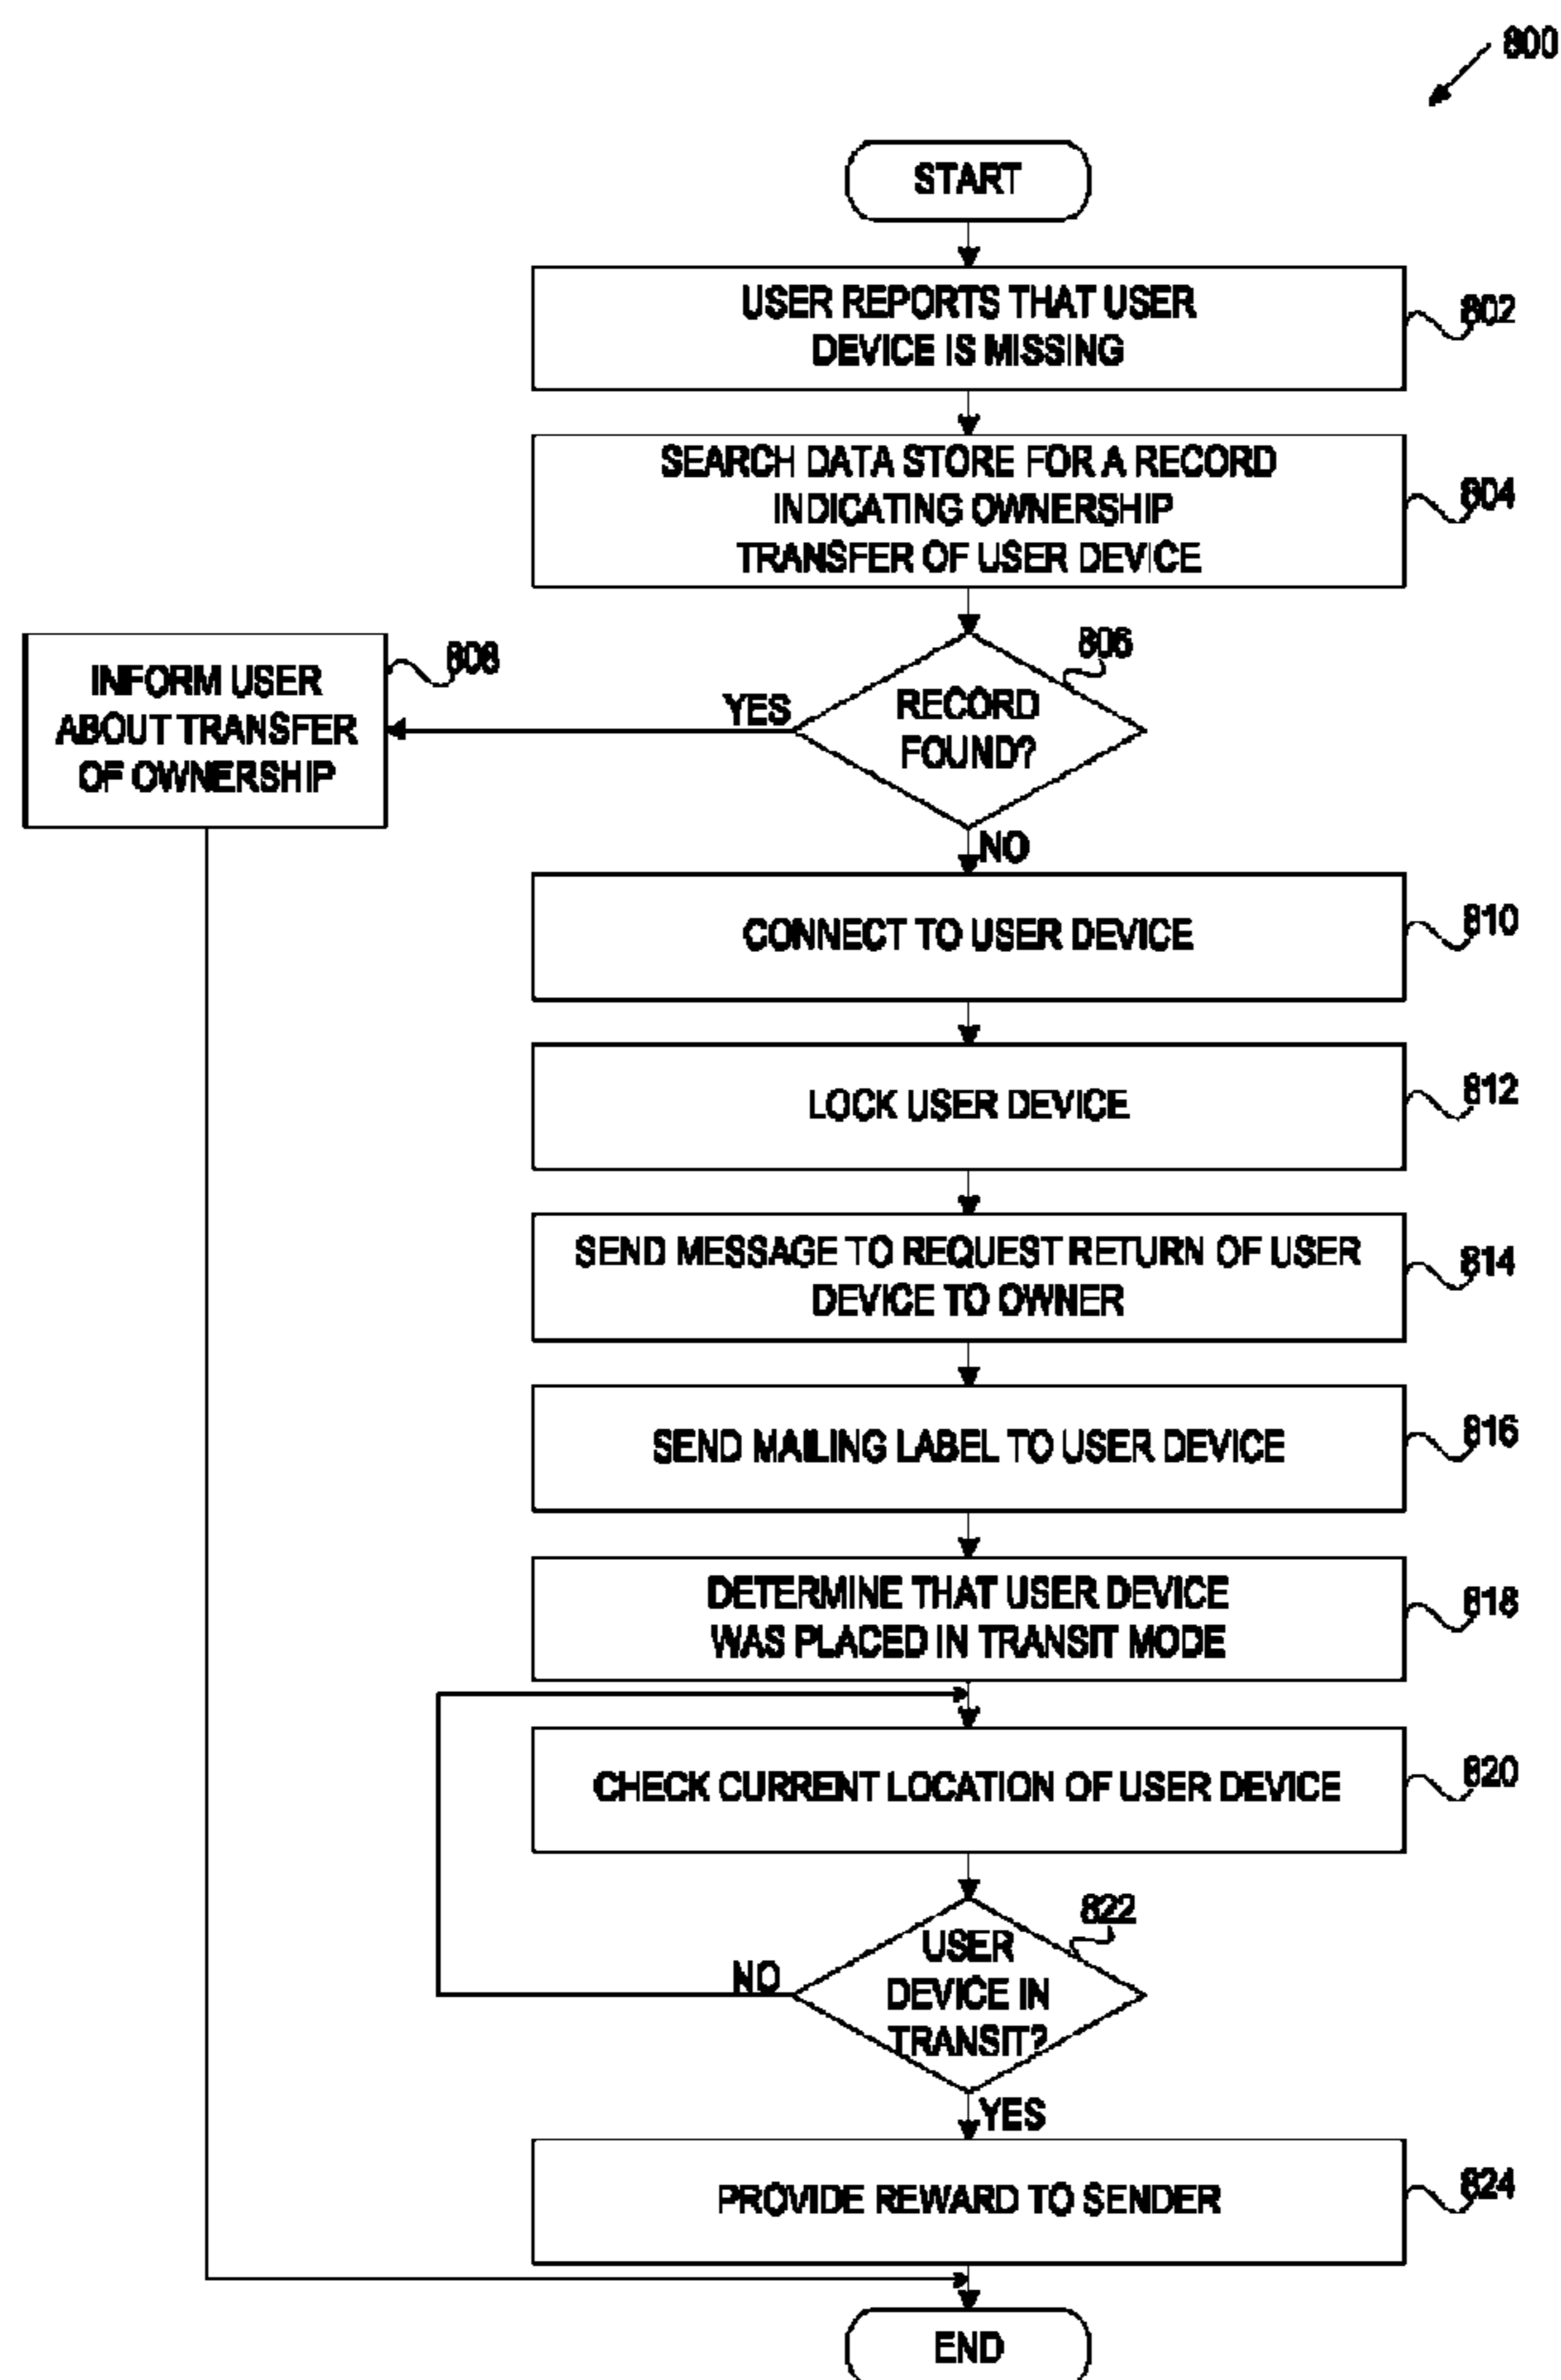 800
START
USER REPORTS THAT USER
DEVICE IS MISSING
802
SEARCH DATA STORE FOR A RECORD
INDICATING OWNERSHIP
TRANSFER OF USER DEVICE
804
RECORD
FOUND?
806
YES
INFORM USER
ABOUT TRANSFER
OF OWNERSHIP
808
NO
CONNECT TO USER DEVICE
810
LOCK USER DEVICE
812
SEND MESSAGE TO REQUEST RETURN OF USER
DEVICE TO OWNER
814
SEND MAILING LABEL TO USER DEVICE
816
DETERMINE THAT USER DEVICE
WAS PLACED IN TRANSIT MODE
818
CHECK CURRENT LOCATION OF USER DEVICE
820
USER
DEVICE IN
TRANSIT?
822
NO
YES
PROVIDE REWARD TO SENDER
824
END